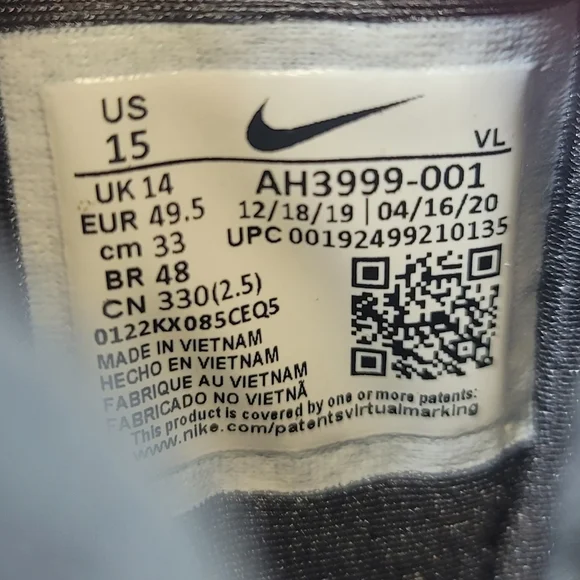 US
15
VL
UK 14
AH3999-001
EUR 49.5
12/18/19 | 04/16/20
cm 33
UPC 00192499210135
BR 48
CN 330(2.5)
0122KX085CEQ5
MADE IN VIETNAM
HECHO EN VIETNAM
FABRIQUE AU VIETNAM
FABRICADO NO VIETNÃ
This product is covered by one or more patents:
www.nike.com/patentsvirtualmarking